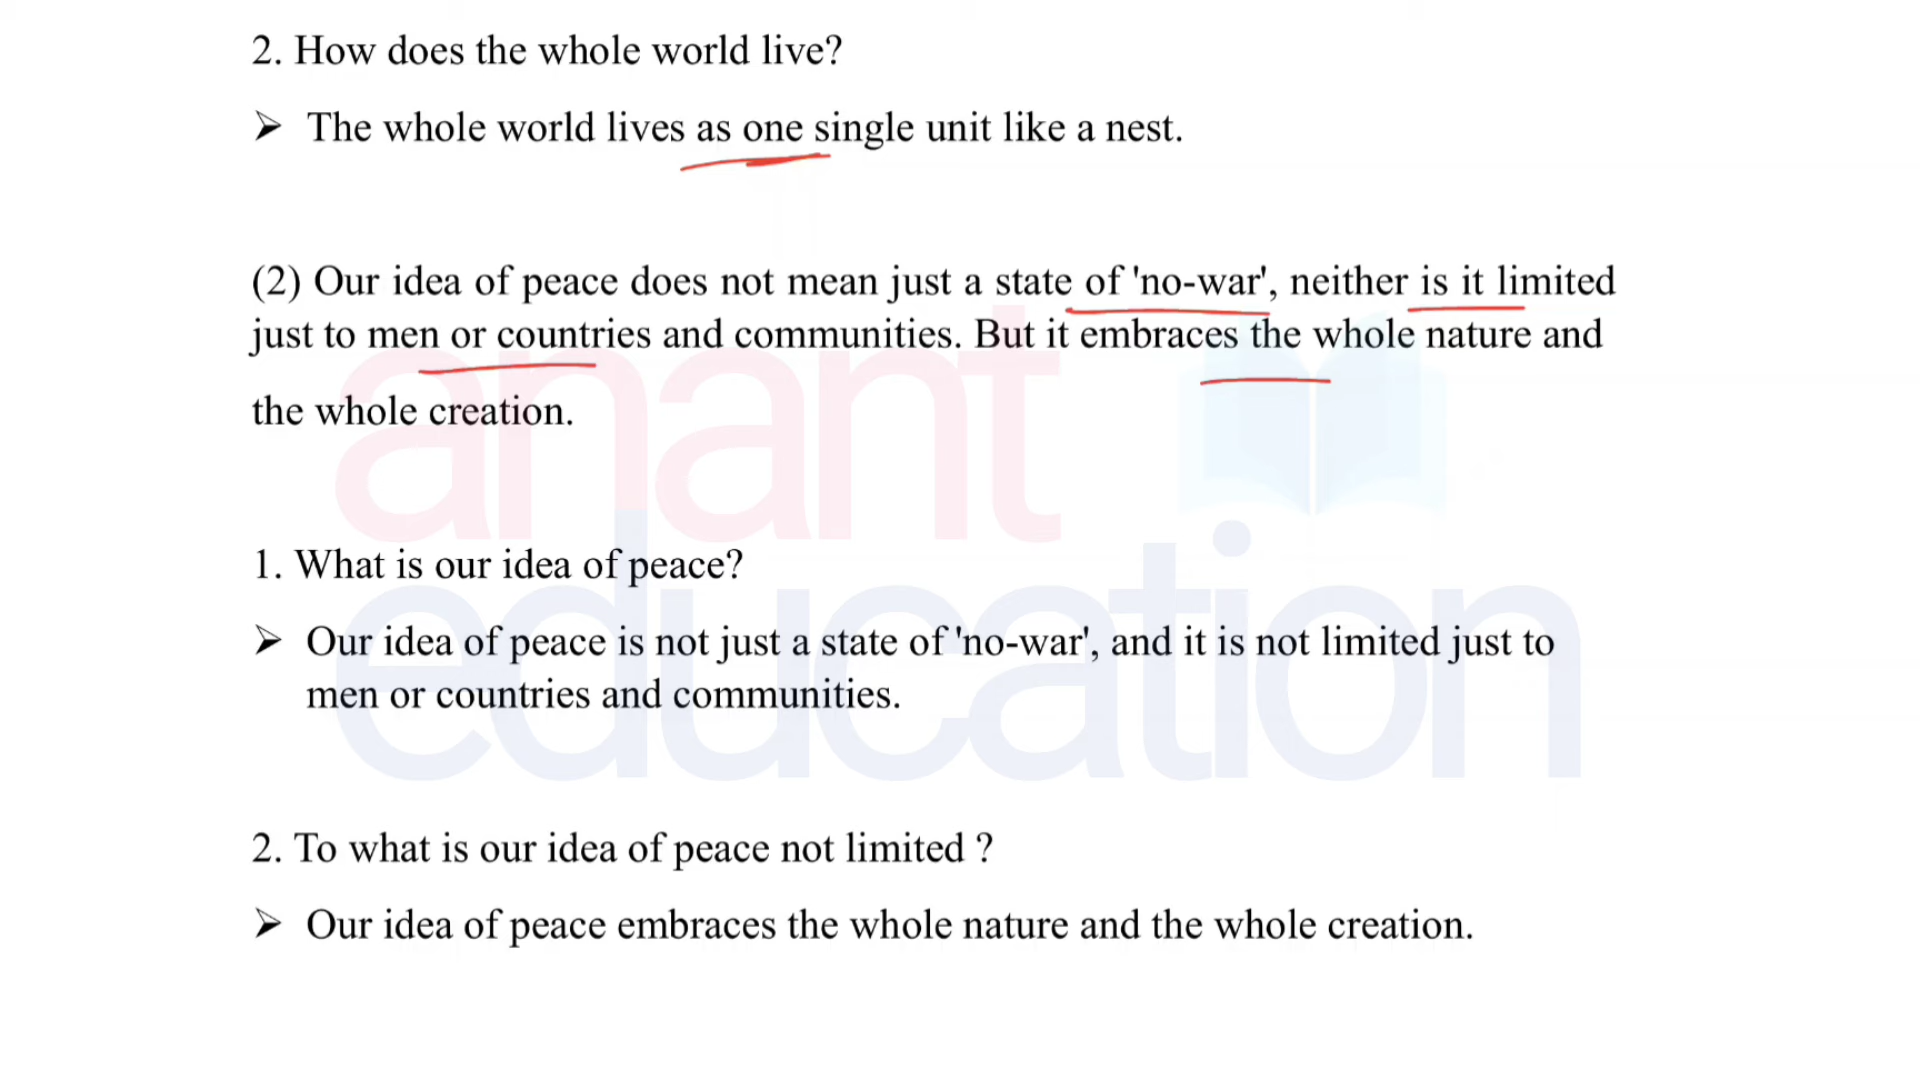 2. How does the whole world live?
➤ The whole world lives as one single unit like a nest.
(2) Our idea of peace does not mean just a state of 'no-war', neither is it limited
just to men or countries and communities. But it embraces the whole nature and
the whole creation.
anant
education
1. What is our idea of peace?
➤ Our idea of peace is not just a state of 'no-war', and it is not limited just to
men or countries and communities.
2. To what is our idea of peace not limited ?
➤ Our idea of peace embraces the whole nature and the whole creation.